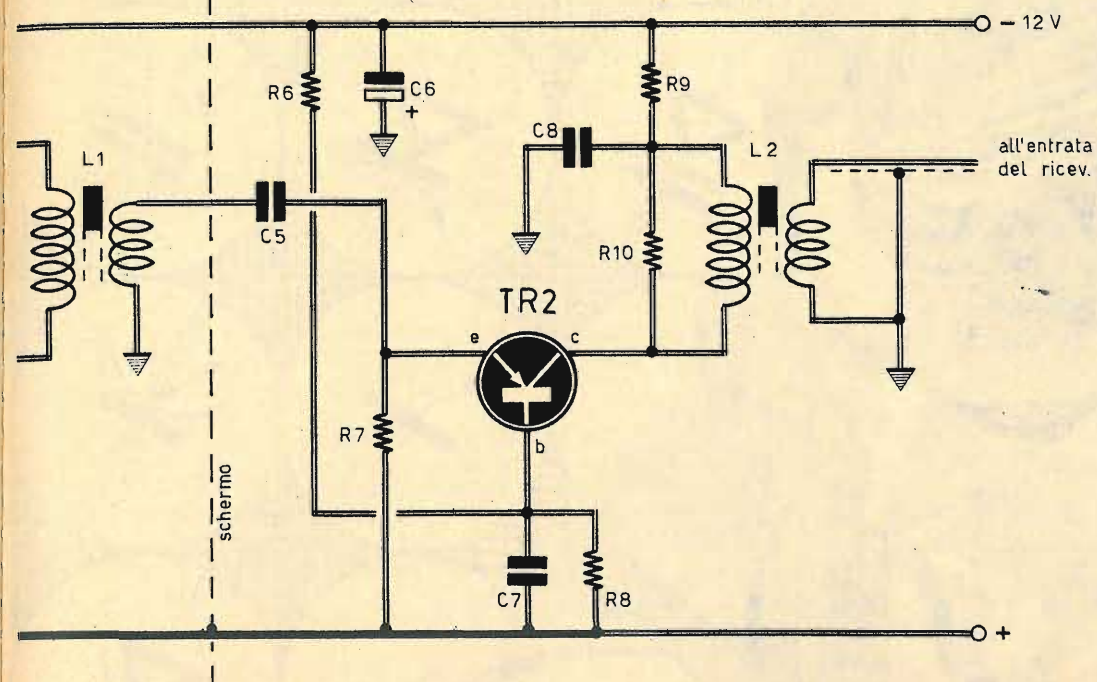 - 12 V
R6
C6
+
R9
C8
L1
L2
all'entrata
del ricev.
C5
R10
TR2
e
c
R7
b
schermo
C7
R8
+